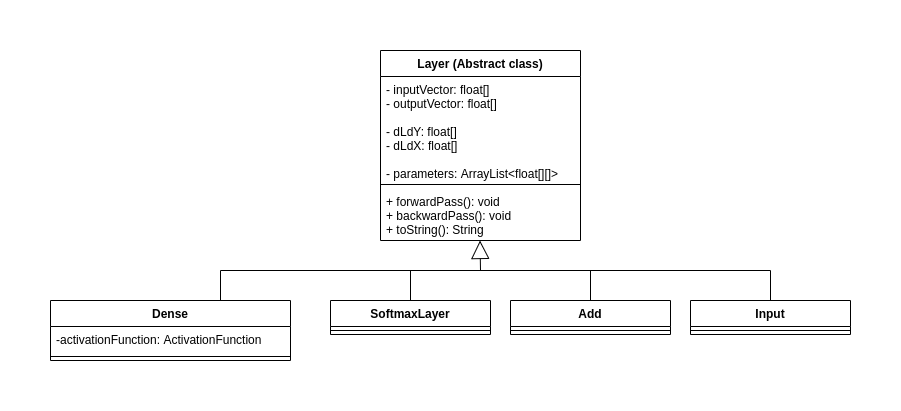 Layer (Abstract class)
- inputVector: float[]
- outputVector: float[]
- dLdY: float[]
- dLdX: float[]
- parameters: ArrayList<float[][]>
+ forwardPass(): void
+ backwardPass(): void
+ toString(): String
Dense
-activationFunction: ActivationFunction
SoftmaxLayer
Add
Input